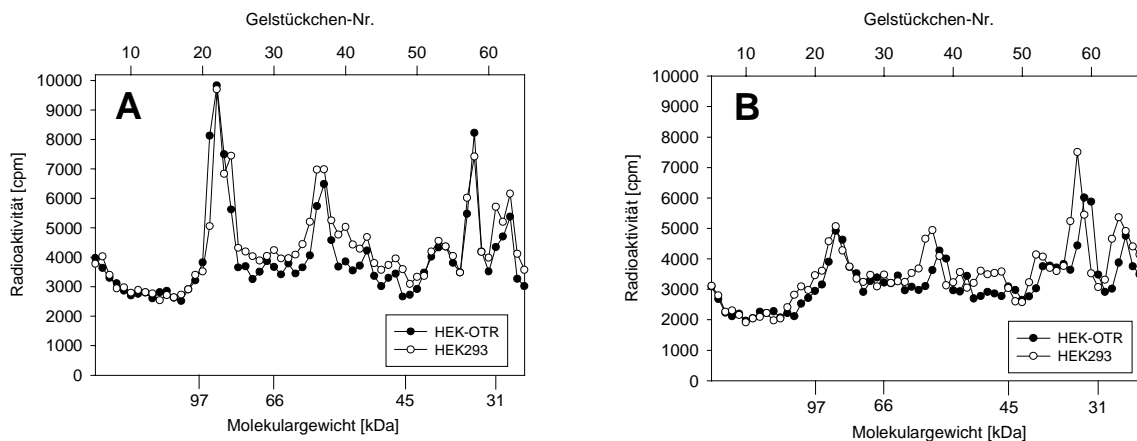 Gelstückchen-Nr.
10 20 30 40 50 60
A
Radioaktivität [cpm]
10000
9000
8000
7000
6000
5000
4000
3000
2000
1000
0
HEK-OTR
HEK293
97 66 45 31
Molekulargewicht [kDa]
Gelstückchen-Nr.
10 20 30 40 50 60
B
Radioaktivität [cpm]
10000
9000
8000
7000
6000
5000
4000
3000
2000
1000
0
HEK-OTR
HEK293
97 66 45 31
Molekulargewicht [kDa]